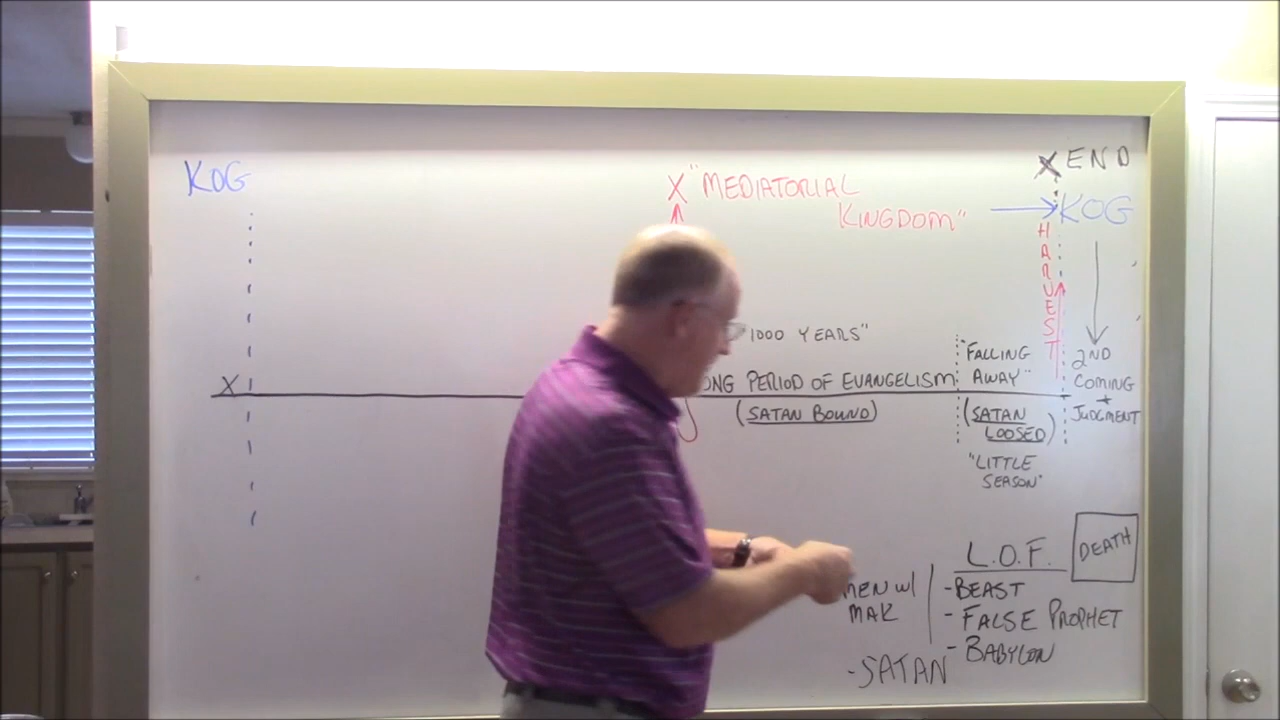 KOG
X "MEDIATORIAL
KINGDOM"
X END
KOG
HARVEST
1000 YEARS"
"FALLING
AWAY"
2ND
COMING
+
JUDGMENT
X
ONG PERIOD OF EVANGELISM
(SATAN BOUND)
(SATAN
LOOSED)
"LITTLE
SEASON"
L.O.F.
DEATH
MEN W/
MAK
- BEAST
- FALSE PROPHET
- BABYLON
- SATAN